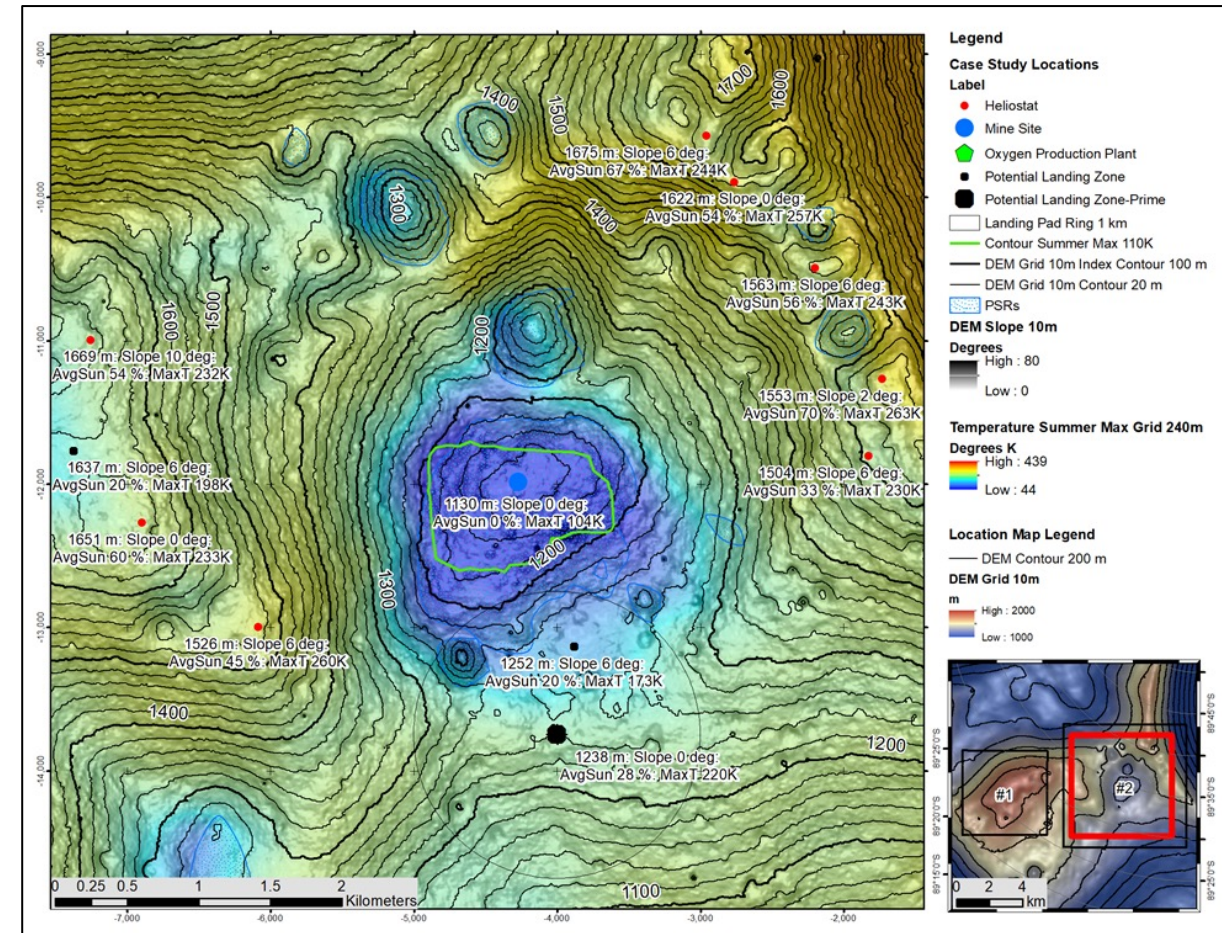 -9,000
-10,000
-11,000
-12,000
-13,000
-14,000
-7,000
-6,000
-5,000
-4,000
-3,000
-2,000
1400
1500
1700
1600
1675 m: Slope 6 deg:
AvgSun 67 %: MaxT 244K
1300
1622 m: Slope 0 deg:
AvgSun 54 %: MaxT 257K
1400
1500
1600
1563 m: Slope 6 deg:
AvgSun 56 %: MaxT 243K
1200
1669 m: Slope 10 deg:
AvgSun 54 %: MaxT 232K
1553 m: Slope 2 deg:
AvgSun 70 %: MaxT 263K
1637 m: Slope 6 deg:
AvgSun 20 %: MaxT 198K
1504 m: Slope 6 deg:
AvgSun 33 %: MaxT 230K
1130 m: Slope 0 deg:
AvgSun 0 %: MaxT 104K
1651 m: Slope 0 deg:
AvgSun 60 %: MaxT 233K
1200
1300
1526 m: Slope 6 deg:
AvgSun 45 %: MaxT 260K
1252 m: Slope 6 deg:
AvgSun 20 %: MaxT 173K
1400
1200
1238 m: Slope 0 deg:
AvgSun 28 %: MaxT 220K
1100
0 0.25 0.5 1 1.5 2
Kilometers
Legend
Case Study Locations
Label
Heliostat
Mine Site
Oxygen Production Plant
Potential Landing Zone
Potential Landing Zone-Prime
Landing Pad Ring 1 km
Contour Summer Max 110K
DEM Grid 10m Index Contour 100 m
DEM Grid 10m Contour 20 m
PSRs
DEM Slope 10m
Degrees
High : 80
Low : 0
Temperature Summer Max Grid 240m
Degrees K
High : 439
Low : 44
Location Map Legend
DEM Contour 200 m
DEM Grid 10m
m
High : 2000
Low : 1000
#1
#2
89°25'0"S
89°20'0"S
89°15'0"S
89°45'0"S
89°35'0"S
89°25'0"S
0 2 4
km